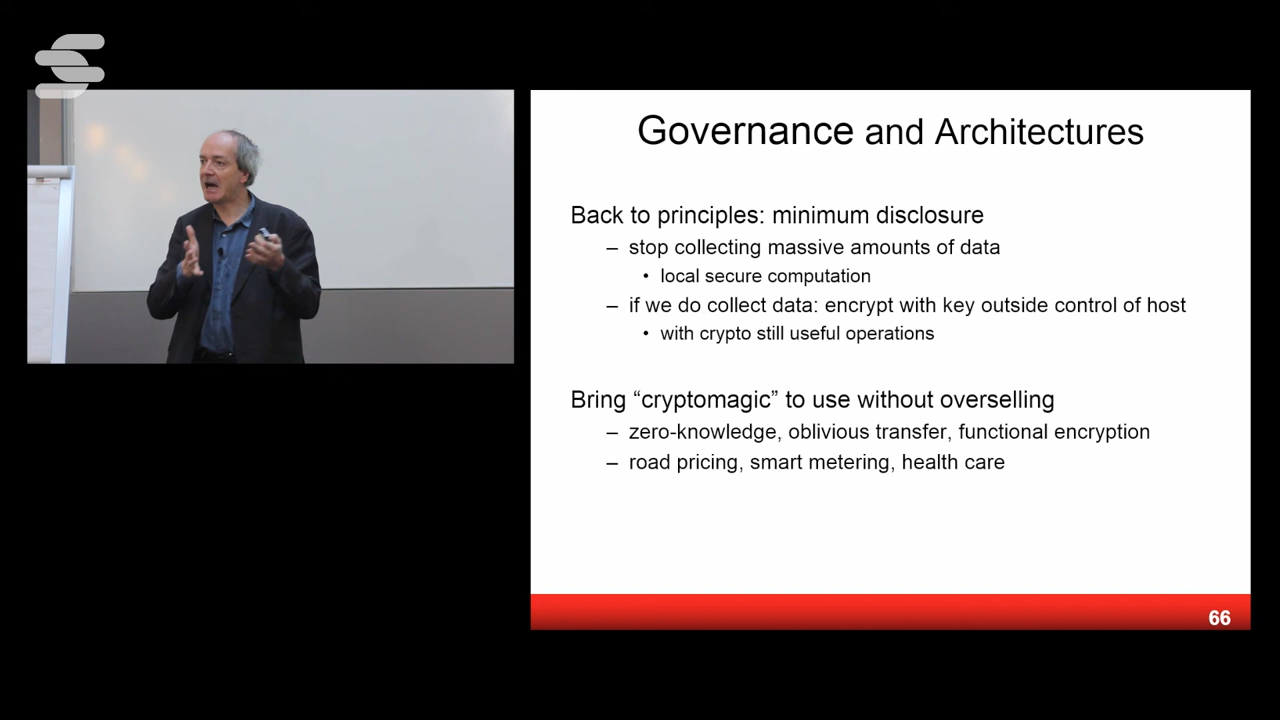 Governance and Architectures
Back to principles: minimum disclosure
– stop collecting massive amounts of data
• local secure computation
– if we do collect data: encrypt with key outside control of host
• with crypto still useful operations
Bring “cryptomagic” to use without overselling
– zero-knowledge, oblivious transfer, functional encryption
– road pricing, smart metering, health care
66